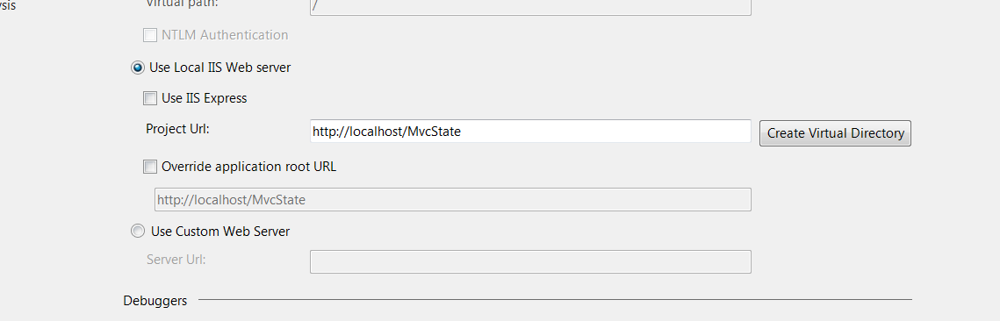 ysis
Virtual path:
/
NTLM Authentication
Use Local IIS Web server
Use IIS Express
Project Url:
http://localhost/MvcState
Create Virtual Directory
Override application root URL
http://localhost/MvcState
Use Custom Web Server
Server Url:
Debuggers